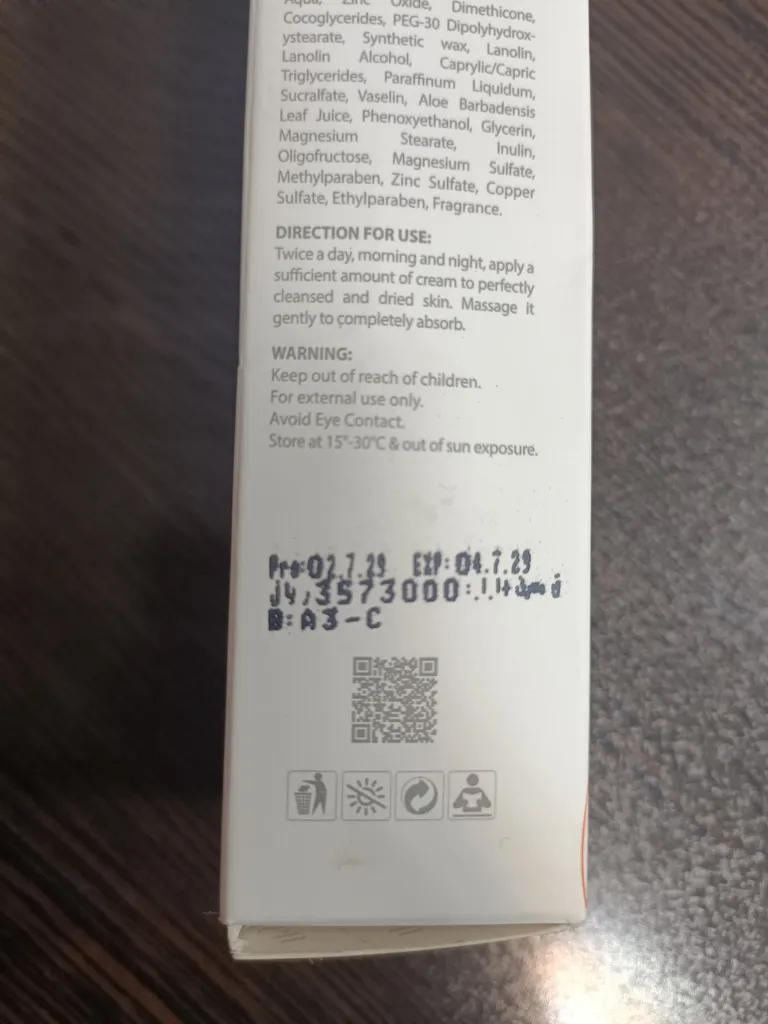 Aqua, Zinc Oxide, Dimethicone,
Cocoglycerides, PEG-30 Dipolyhydrox-
ystearate, Synthetic wax, Lanolin,
Lanolin Alcohol, Caprylic/Capric
Triglycerides, Paraffinum Liquidum,
Sucralfate, Vaselin, Aloe Barbadensis
Leaf Juice, Phenoxyethanol, Glycerin,
Magnesium Stearate, Inulin,
Oligofructose, Magnesium Sulfate,
Methylparaben, Zinc Sulfate, Copper
Sulfate, Ethylparaben, Fragrance.
DIRECTION FOR USE:
Twice a day, morning and night, apply a
sufficient amount of cream to perfectly
cleansed and dried skin. Massage it
gently to completely absorb.
WARNING:
Keep out of reach of children.
For external use only.
Avoid Eye Contact.
Store at 15°-30°C & out of sun exposure.
Pro:02.7.29 EXP:04.7.29
3573000:
B:A3-C